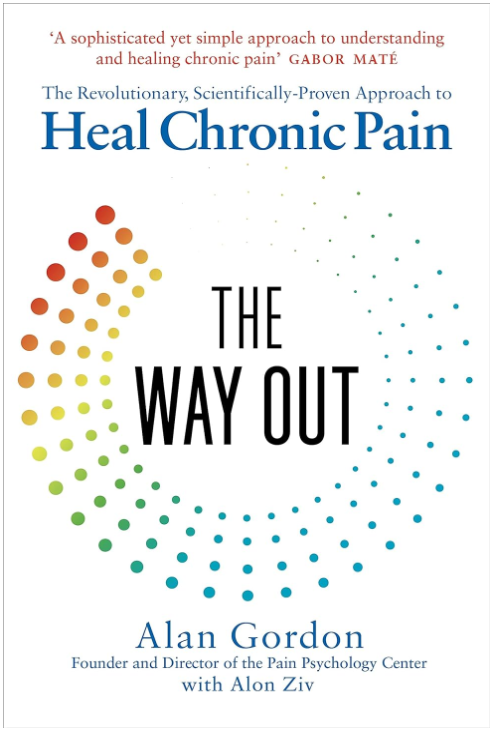 ‘A sophisticated yet simple approach to understanding
and healing chronic pain’ GABOR MATÉ
The Revolutionary, Scientifically-Proven Approach to
Heal Chronic Pain
THE
WAY OUT
Alan Gordon
Founder and Director of the Pain Psychology Center
with Alon Ziv